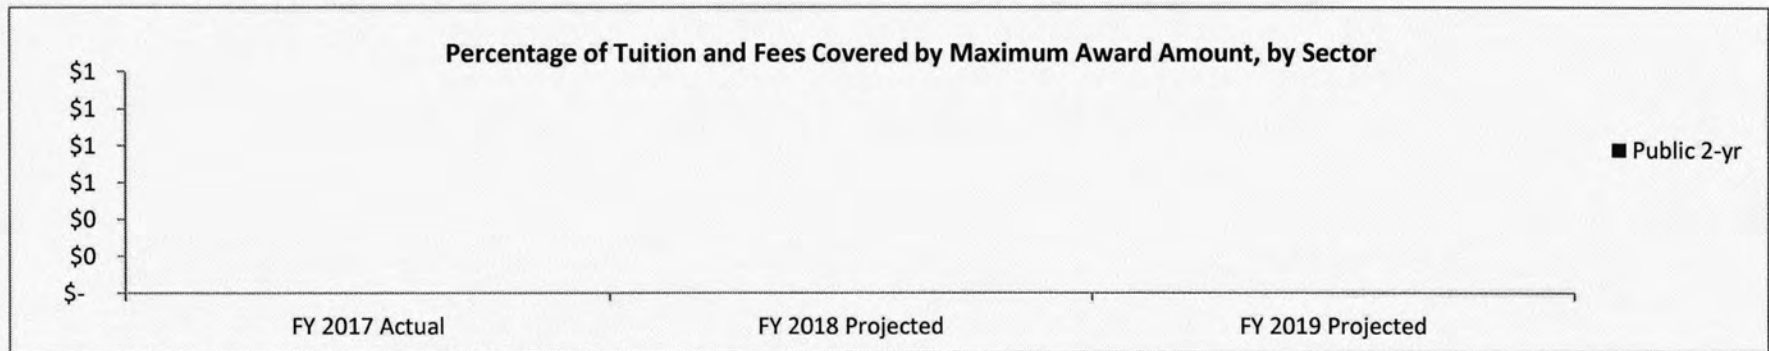 Percentage of Tuition and Fees Covered by Maximum Award Amount, by Sector
$1
$1
$1
$1
$0
$0
$-
FY 2017 Actual
FY 2018 Projected
FY 2019 Projected
Public 2-yr